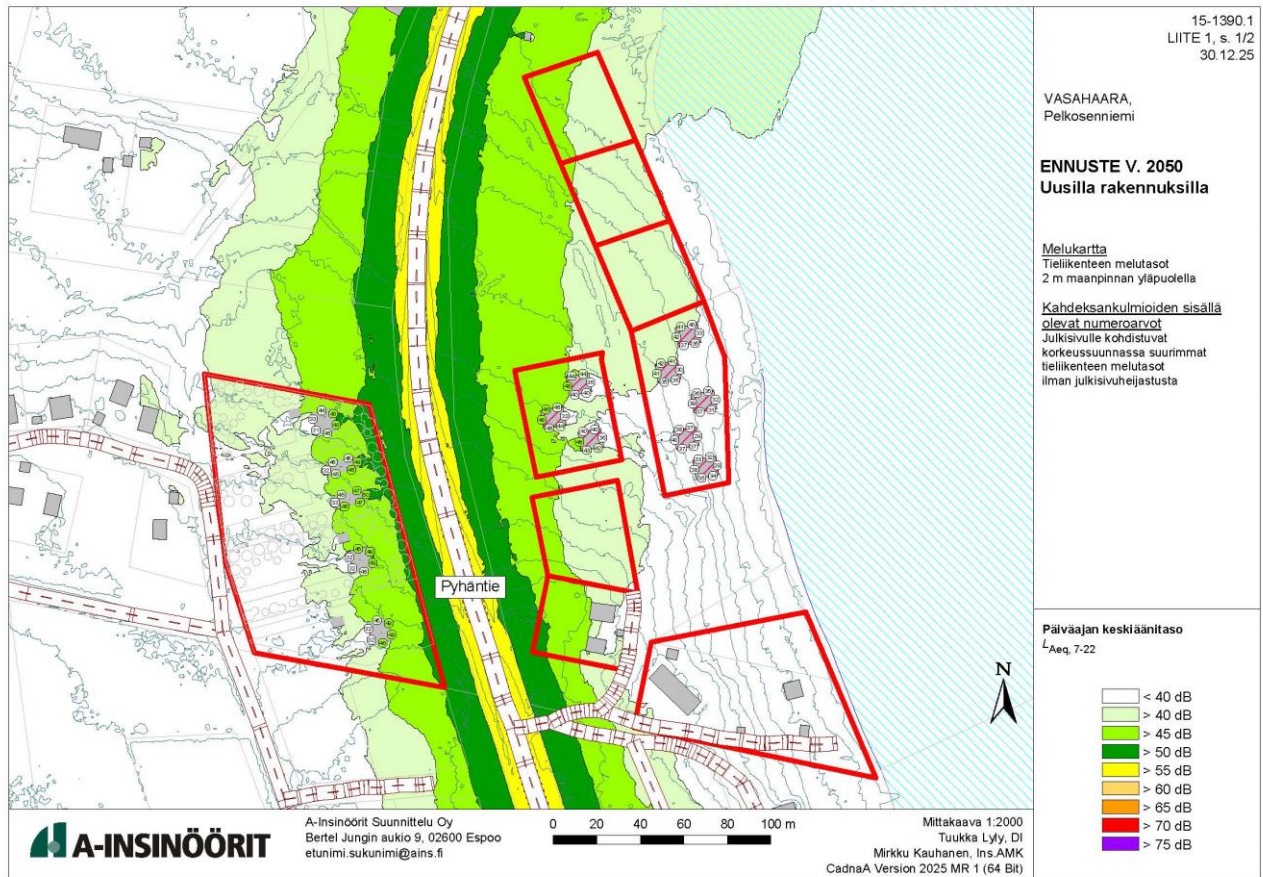 15-1390.1
LIITE 1, s. 1/2
30.12.25
VASAHAARA,
Pelkosenniemi
ENNUSTE V. 2050
Uusilla rakennuksilla
Melukartta
Tieliikenteen melutasot
2 m maanpinnan yläpuolella
Kahdeksankulmioiden sisällä
olevat numeroarvot
Julkisivulle kohdistuvat
korkeussuunnassa suurimmat
tieliikenteen melutasot
ilman julkisivuheijastusta
Pyhäntie
N
Päiväajan keskiäänitaso
LAeq, 7-22
< 40 dB
> 40 dB
> 45 dB
> 50 dB
> 55 dB
> 60 dB
> 65 dB
> 70 dB
> 75 dB
A-INSINÖÖRIT
A-Insinöörit Suunnittelu Oy
Bertel Jungin aukio 9, 02600 Espoo
etunimi.sukunimi@ains.fi
0 20 40 60 80 100 m
Mittakaava 1:2000
Tuukka Lyly, DI
Mirkku Kauhanen, Ins.AMK
CadnaA Version 2025 MR 1 (64 Bit)